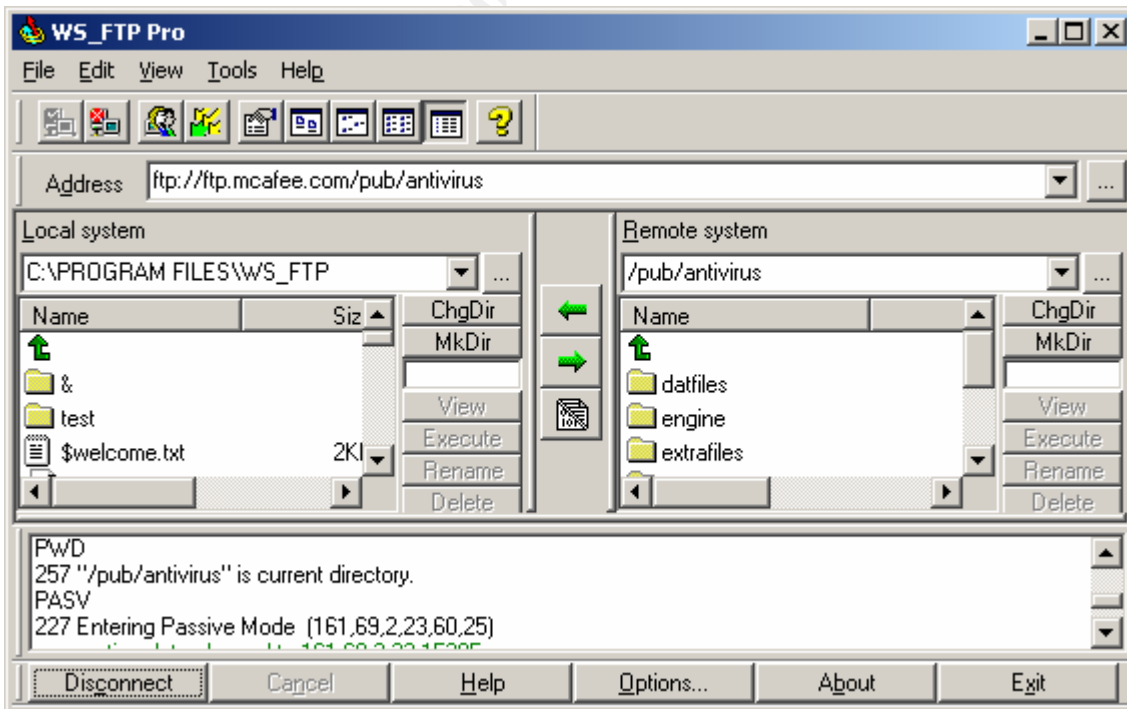 WS_FTP Pro
File Edit View Tools Help
Address ftp://ftp.mcafee.com/pub/antivirus ...
Local system
C:\PROGRAM FILES\WS_FTP ...
Name Siz
&
test
$welcome.txt 2K
ChgDir
MkDir
View
Execute
Rename
Delete
Remote system
/pub/antivirus ...
Name
datfiles
engine
extrafiles
ChgDir
MkDir
View
Execute
Rename
Delete
PWD
257 "/pub/antivirus" is current directory.
PASV
227 Entering Passive Mode (161,69,2,23,60,25)
Disconnect Cancel Help Options... About Exit